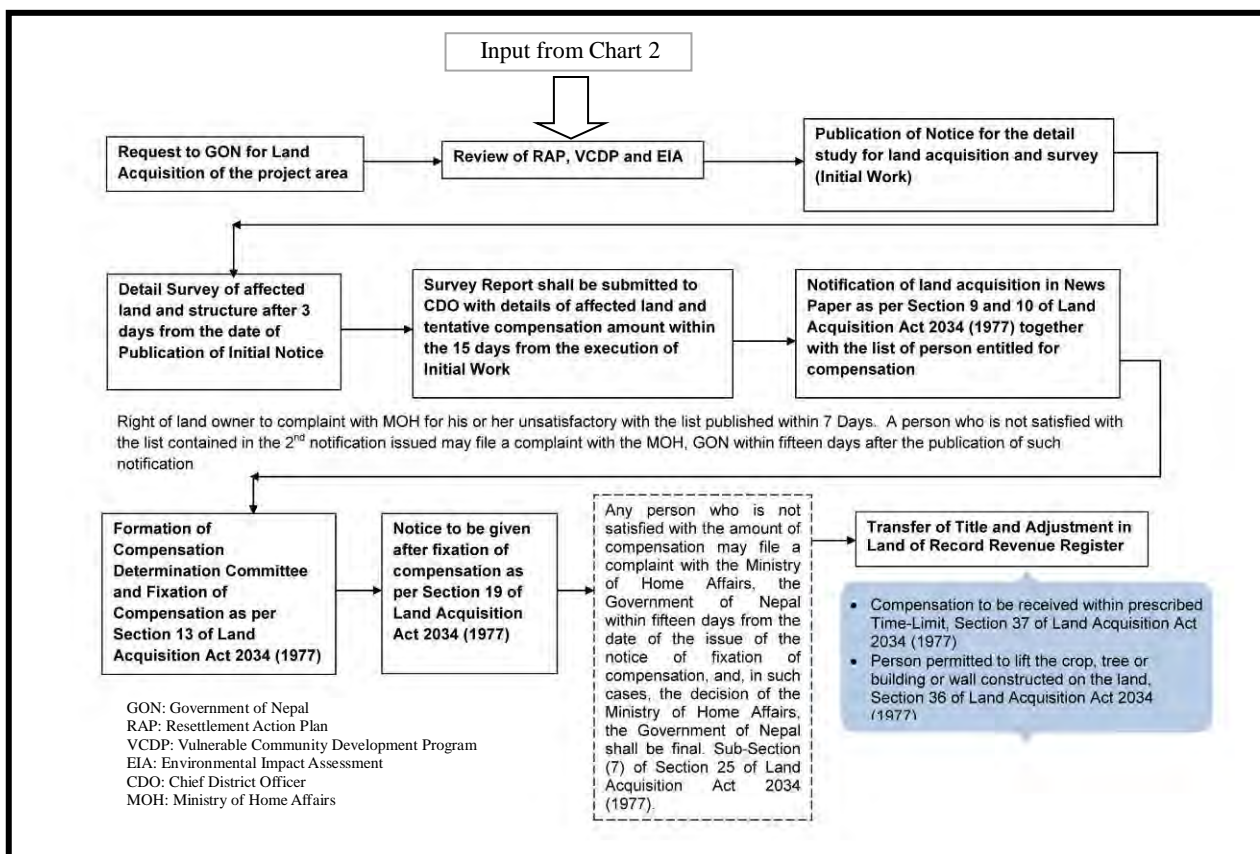 Input from Chart 2
Request to GON for Land
Acquisition of the project area
Review of RAP, VCDP and EIA
Publication of Notice for the detail
study for land acquisition and survey
(Initial Work)
Detail Survey of affected
land and structure after 3
days from the date of
Publication of Initial Notice
Survey Report shall be submitted to
CDO with details of affected land and
tentative compensation amount within
the 15 days from the execution of
Initial Work
Notification of land acquisition in News
Paper as per Section 9 and 10 of Land
Acquisition Act 2034 (1977) together
with the list of person entitled for
compensation
Right of land owner to complaint with MOH for his or her unsatisfactory with the list published within 7 Days. A person who is not satisfied with
the list contained in the 2nd notification issued may file a complaint with the MOH, GON within fifteen days after the publication of such
notification
Formation of
Compensation
Determination Committee
and Fixation of
Compensation as per
Section 13 of Land
Acquisition Act 2034 (1977)
Notice to be given
after fixation of
compensation as
per Section 19 of
Land Acquisition
Act 2034 (1977)
Any person who is not
satisfied with the amount of
compensation may file a
complaint with the Ministry
of Home Affairs, the
Government of Nepal
within fifteen days from the
date of the issue of the
notice of fixation of
compensation, and, in such
cases, the decision of the
Ministry of Home Affairs,
the Government of Nepal
shall be final. Sub-Section
(7) of Section 25 of Land
Acquisition Act 2034
(1977).
Transfer of Title and Adjustment in
Land of Record Revenue Register
• Compensation to be received within prescribed
Time-Limit, Section 37 of Land Acquisition Act
2034 (1977)
• Person permitted to lift the crop, tree or
building or wall constructed on the land,
Section 36 of Land Acquisition Act 2034
(1977)
GON: Government of Nepal
RAP: Resettlement Action Plan
VCDP: Vulnerable Community Development Program
EIA: Environmental Impact Assessment
CDO: Chief District Officer
MOH: Ministry of Home Affairs